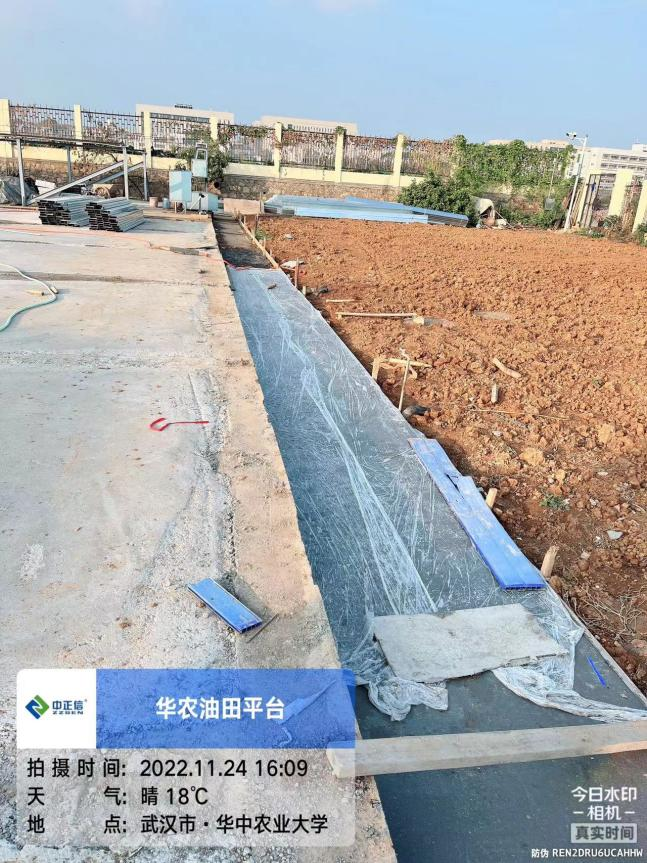 中正信
ZZXEN
华农油田平台
拍摄时间: 2022.11.24 16:09
天气: 晴 18℃
地点: 武汉市·华中农业大学
今日水印
-相机-
真实时间
防伪 REN2DRU6UCAHHW